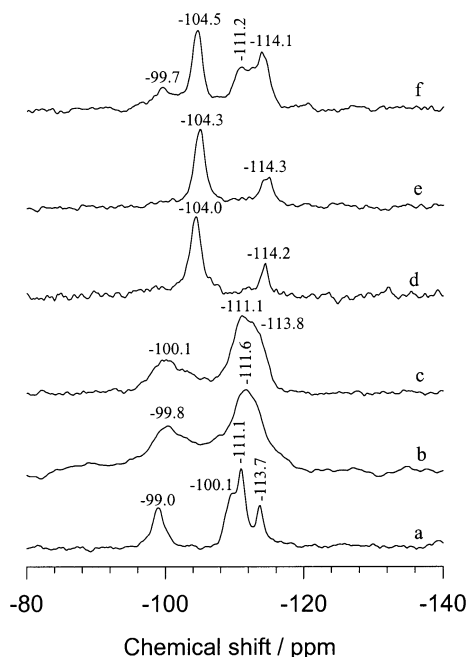 -104.5
-111.2
-114.1
-99.7
f
-104.3
-114.3
e
-104.0
-114.2
d
-111.1
-113.8
-100.1
-111.6
c
-99.8
b
-111.1
-100.1
-113.7
-99.0
a
-80 -100 -120 -140
Chemical shift / ppm